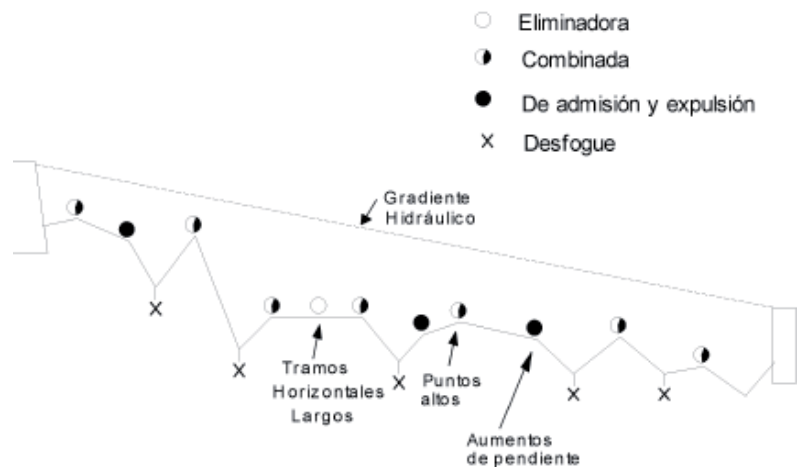 Eliminadora
Combinada
De admisión y expulsión
Desfogue
Gradiente
Hidráulico
Tramos
Horizontales
Largos
Puntos
altos
Aumentos
de pendiente